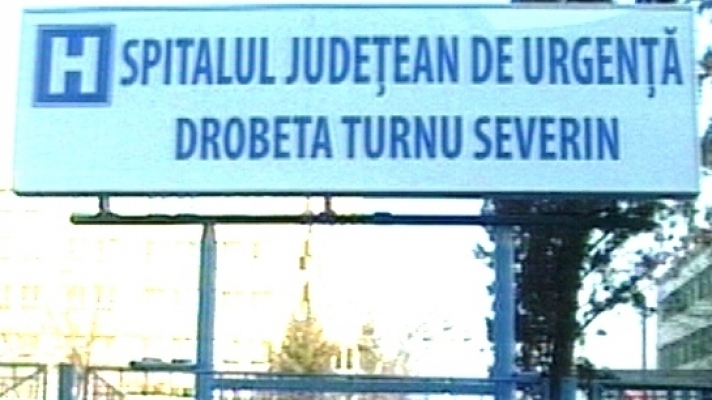 H SPITALUL JUDEȚEAN DE URGENȚĂ
DROBETA TURNU SEVERIN